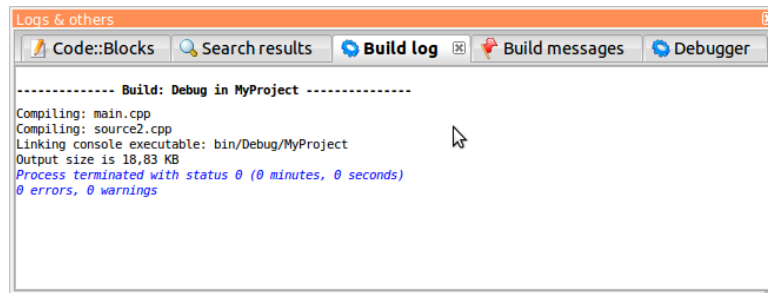 Logs & others
Code::Blocks Search results Build log Build messages Debugger
-------------- Build: Debug in MyProject ---------------
Compiling: main.cpp
Compiling: source2.cpp
Linking console executable: bin/Debug/MyProject
Output size is 18,83 KB
Process terminated with status 0 (0 minutes, 0 seconds)
0 errors, 0 warnings